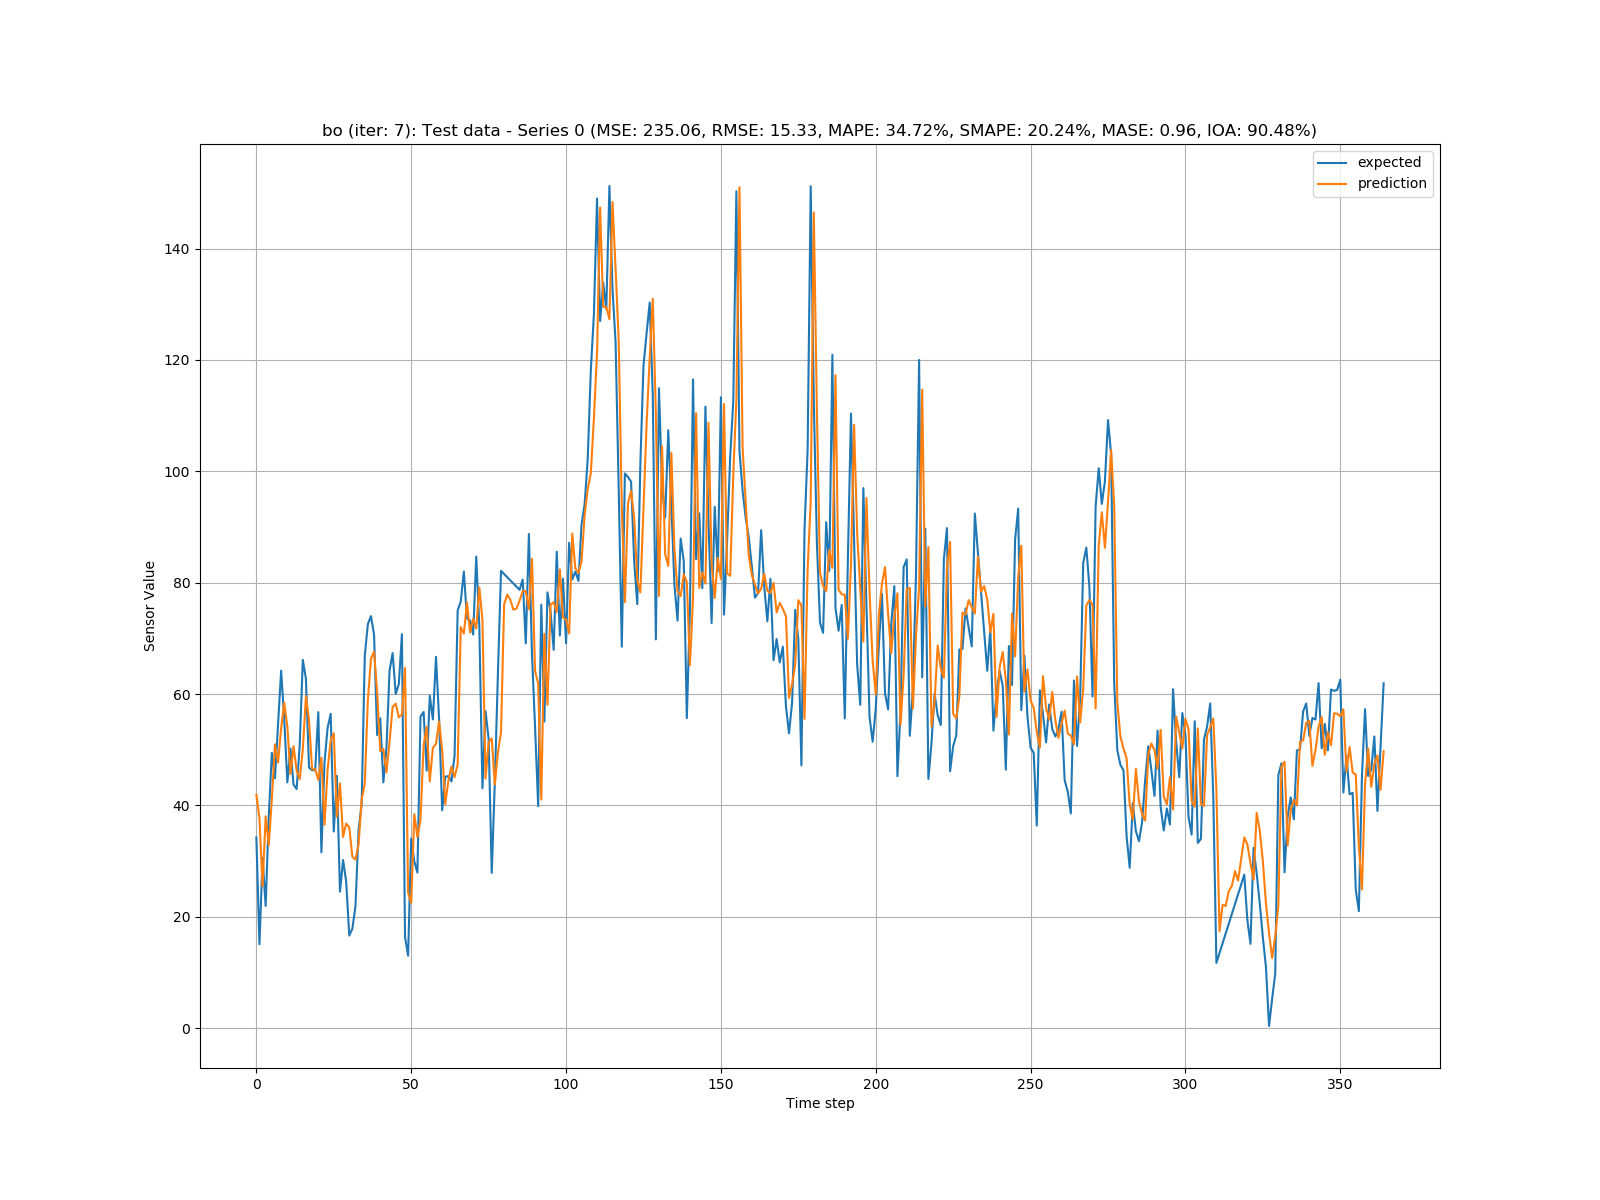 bo (iter: 7): Test data - Series 0 (MSE: 235.06, RMSE: 15.33, MAPE: 34.72%, SMAPE: 20.24%, MASE: 0.96, IOA: 90.48%)
expected
prediction
Sensor Value
140
120
100
80
60
40
20
0
0 50 100 150 200 250 300 350
Time step